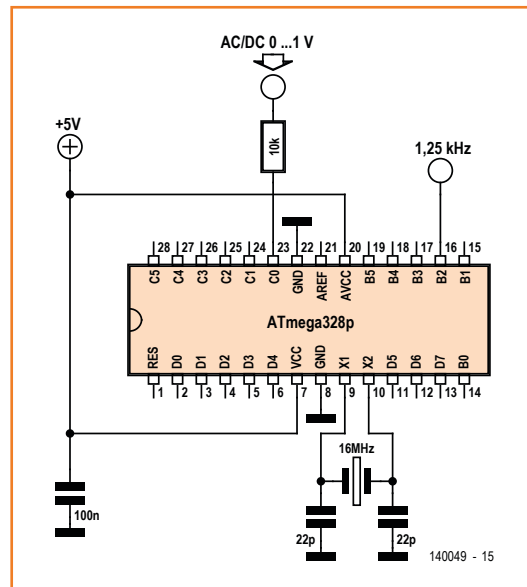 AC/DC 0 ...1 V
+5V
10k
1,25 kHz
28 27 26 25 24 23 22 21 20 19 18 17 16 15
C5 C4 C3 C2 C1 C0 GND AREF AVCC B5 B4 B3 B2 B1
ATmega328p
RES D0 D1 D2 D3 D4 VCC GND X1 X2 D5 D6 D7 B0
1 2 3 4 5 6 7 8 9 10 11 12 13 14
16MHz
100n
22p 22p
140049 - 15